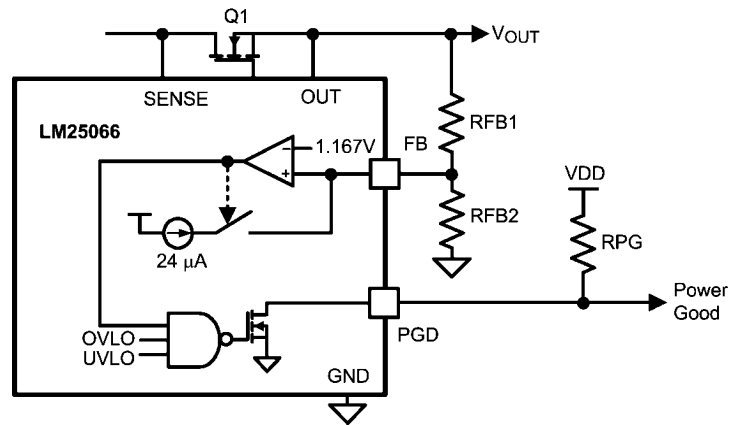 Q1
VOUT
SENSE
OUT
LM25066
RFB1
1.167V
FB
VDD
RFB2
RPG
24 μA
Power
Good
PGD
OVLO
UVLO
GND